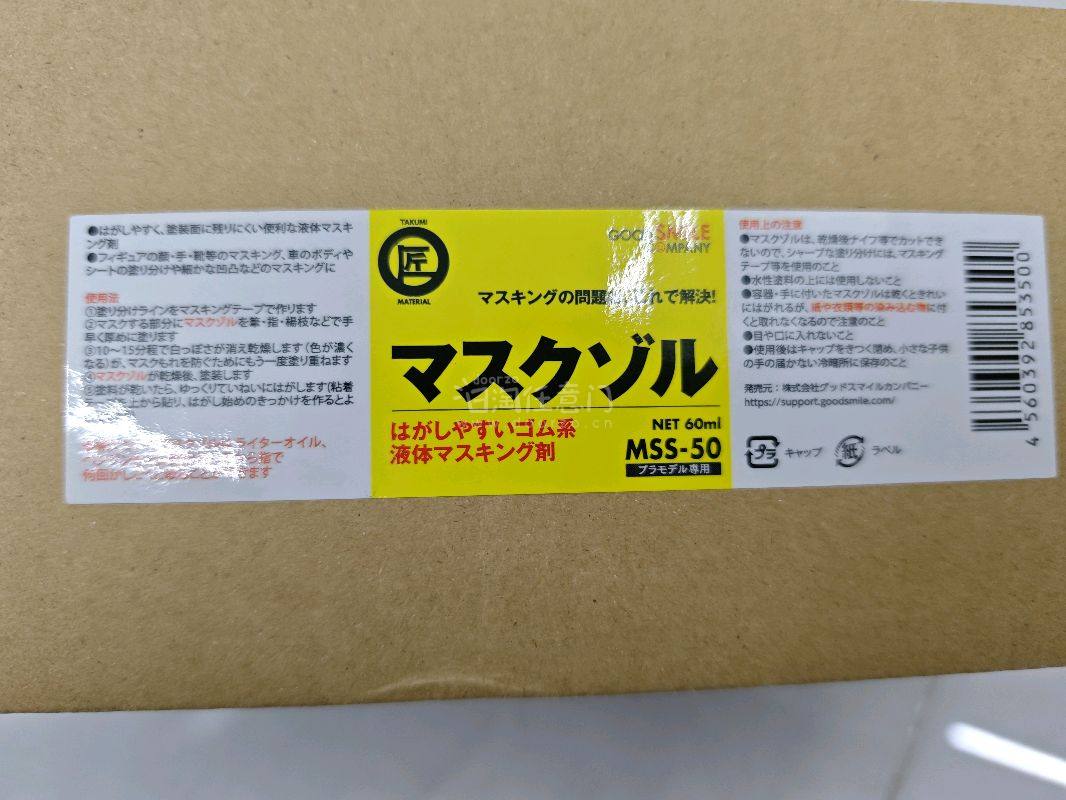 ●はがしやすく、塗装面に残りにくい便利な液体マスキ
ング剤
●フィギュアの顔・手・靴等のマスキング、車のボディや
シートの塗り分けや細かな凹凸などのマスキングに
使用法
①塗り分けラインをマスキングテープで作ります
②マスクする部分にマスクゾルを筆・指・楊枝などで手
早く厚めに塗ります
③10~15分程で白っぽさが消え乾燥します（色が濃く
なる）が、マスクもれを防ぐためにもう一度塗り重ねます
④マスクゾルが乾燥後、塗装します
⑤塗料が乾いたら、ゆっくりていねいにはがします（粘着
上から貼り、はがし始めのきっかけを作るとよ
ライターオイル、
指で
ます
TAKUMI
匠
MATERIAL
GOOD SMILE
COMPANY
マスキングの問題 これで解決!
マスクゾル
doorzo
淘任意门
はがしやすいゴム系
液体マスキング剤
NET 60ml
MSS-50
プラモデル専用
使用上の注意
●マスクゾルは、乾燥後ナイフ等でカットでき
ないので、シャープな塗り分けには、マスキング
テープ等を使用のこと
●水性塗料の上には使用しないこと
●容器・手に付いたマスクゾルは乾くときれい
にはがれるが、紙や衣類等の染み込む物に付
くと取れなくなるので注意のこと
●目や口に入れないこと
●使用後はキャップをきつく閉め、小さな子供
の手の届かない冷暗所に保存のこと
発売元：株式会社グッドスマイルカンパニー
https://support.goodsmile.com/
プラ キャップ 紙 ラベル
4560392853500